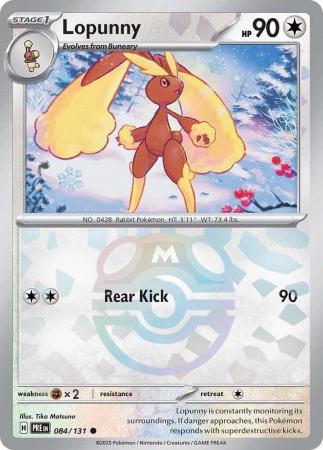 STAGE 1
Lopunny
HP 90
Evolves from Buneary
NO. 0428 Rabbit Pokémon HT: 3'11" WT: 73.4 lbs.
M
Rear Kick 90
weakness ×2 resistance retreat
Illus. Tika Matsuno
H PRE EN 084/131
Lopunny is constantly monitoring its
surroundings. If danger approaches, this Pokémon
responds with superdestructive kicks.
©2025 Pokémon / Nintendo / Creatures / GAME FREAK